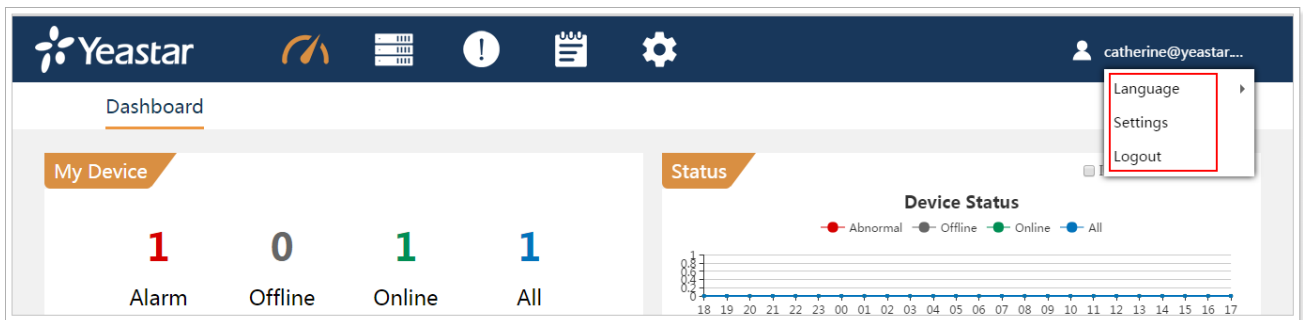 Yeastar
catherine@yeastar....
Language
Settings
Logout
Dashboard
My Device
1 0 1 1
Alarm Offline Online All
Status
Device Status
Abnormal Offline Online All
1
0.8
0.6
0.4
0.2
0
18 19 20 21 22 23 00 01 02 03 04 05 06 07 08 09 10 11 12 13 14 15 16 17